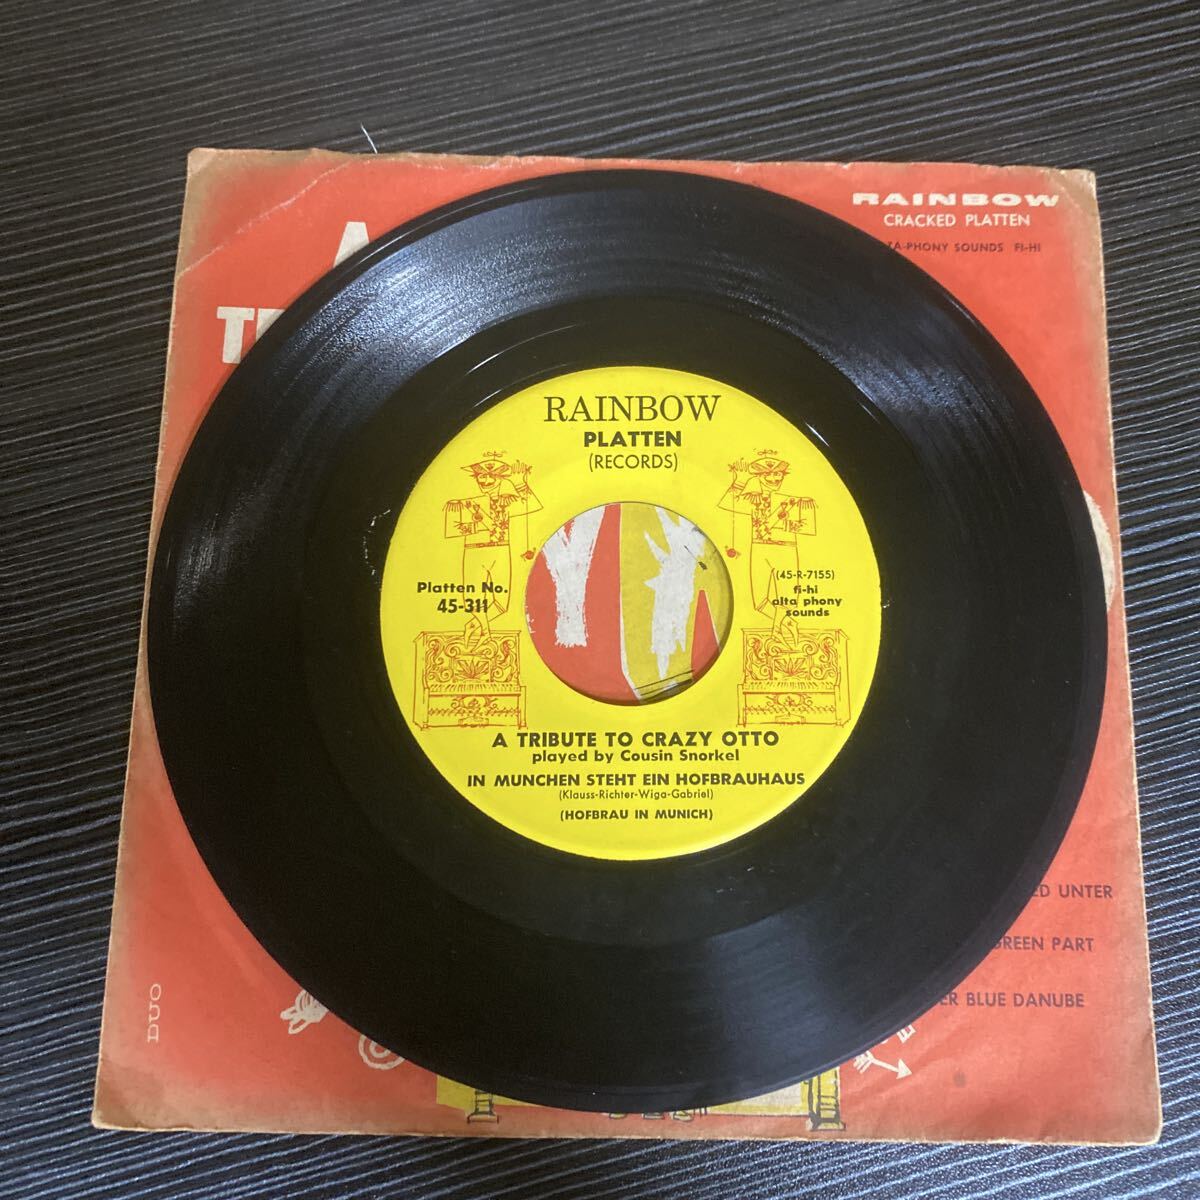 RAINBOW
CRACKED PLATTEN
TA-PHONY SOUNDS FI-HI
A
RAINBOW
PLATTEN
(RECORDS)
Platten No.
45-311
(45-R-7155)
fi-hi
alta phony
sounds
A TRIBUTE TO CRAZY OTTO
played by Cousin Snorkel
IN MUNCHEN STEHT EIN HOFBRAUHAUS
(Klauss-Richter-Wiga-Gabriel)
(HOFBRAU IN MUNICH)
UNTER
GREEN PART
BLUE DANUBE
DUO